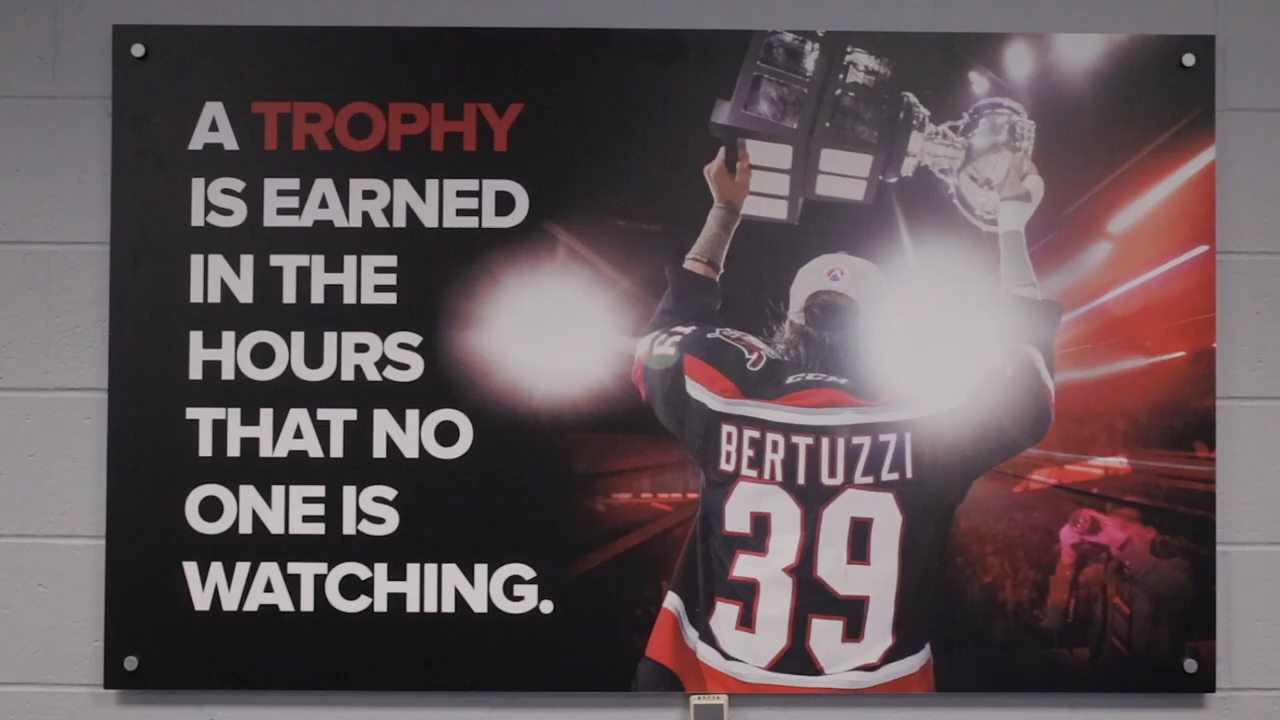 A TROPHY
IS EARNED
IN THE
HOURS
THAT NO
ONE IS
WATCHING.
CCM
BERTUZZI
39